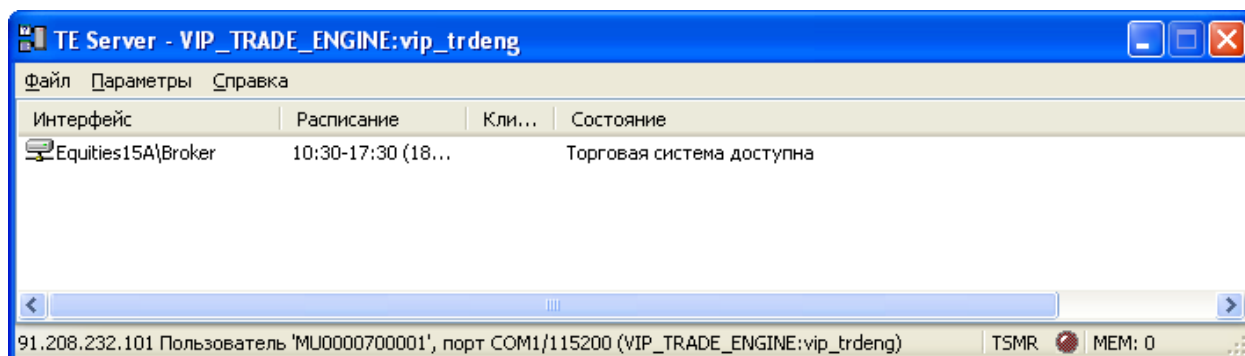 TE Server - VIP_TRADE_ENGINE:vip_trdeng
Файл Параметры Справка
Интерфейс Расписание Кли... Состояние
Equities15A\Broker 10:30-17:30 (18... Торговая система доступна
91.208.232.101 Пользователь 'MU0000700001', порт COM1/115200 (VIP_TRADE_ENGINE:vip_trdeng) TSMR MEM: 0